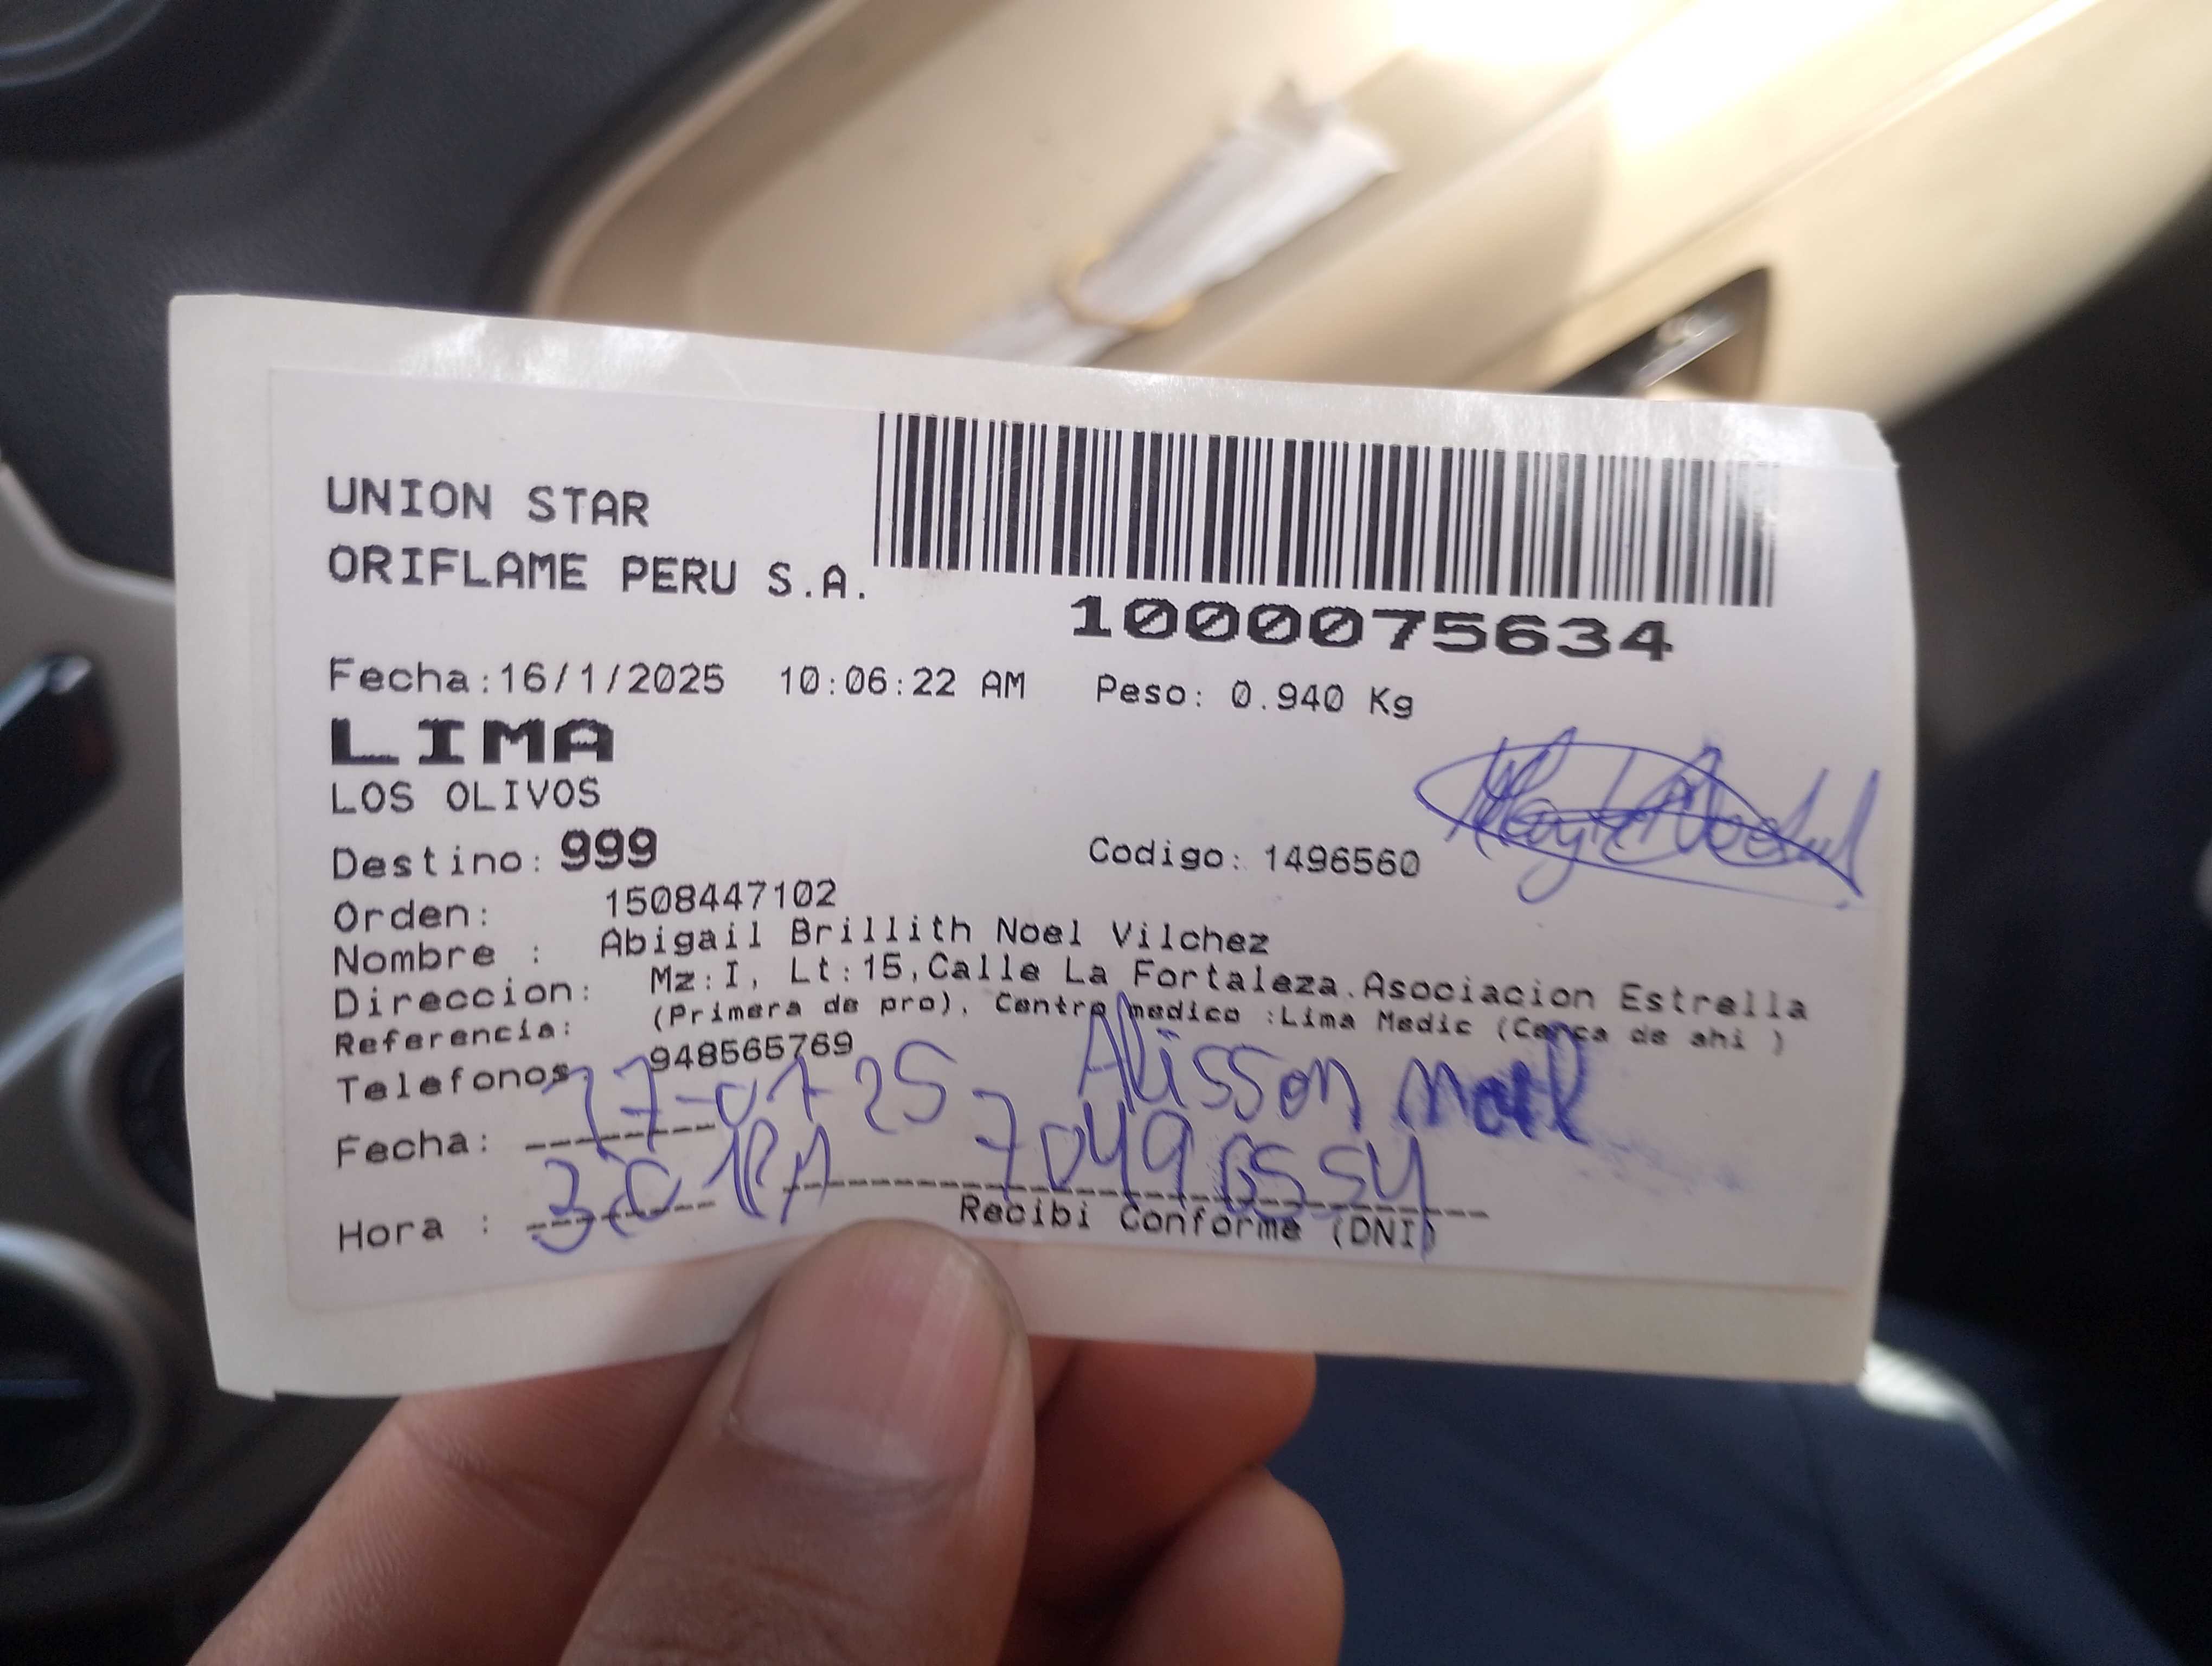 UNION STAR
ORIFLAME PERU S.A.
1000075634
Fecha:16/1/2025 10:06:22 AM Peso: 0.940 Kg
LIMA
LOS OLIVOS
Destino: 999 Codigo: 1496560
Orden: 1508447102
Nombre : Abigail Brillith Noel Vilchez
Direccion: Mz:I, Lt:15,Calle La Fortaleza.Asociacion Estrella
Referencia: (Primera de pro), Centro medico :Lima Medic (Cerca de ahi )
Telefonos 948565769
Alisson
Fecha: 17-01-25
Hora :
Recibi Conforme (DNI)